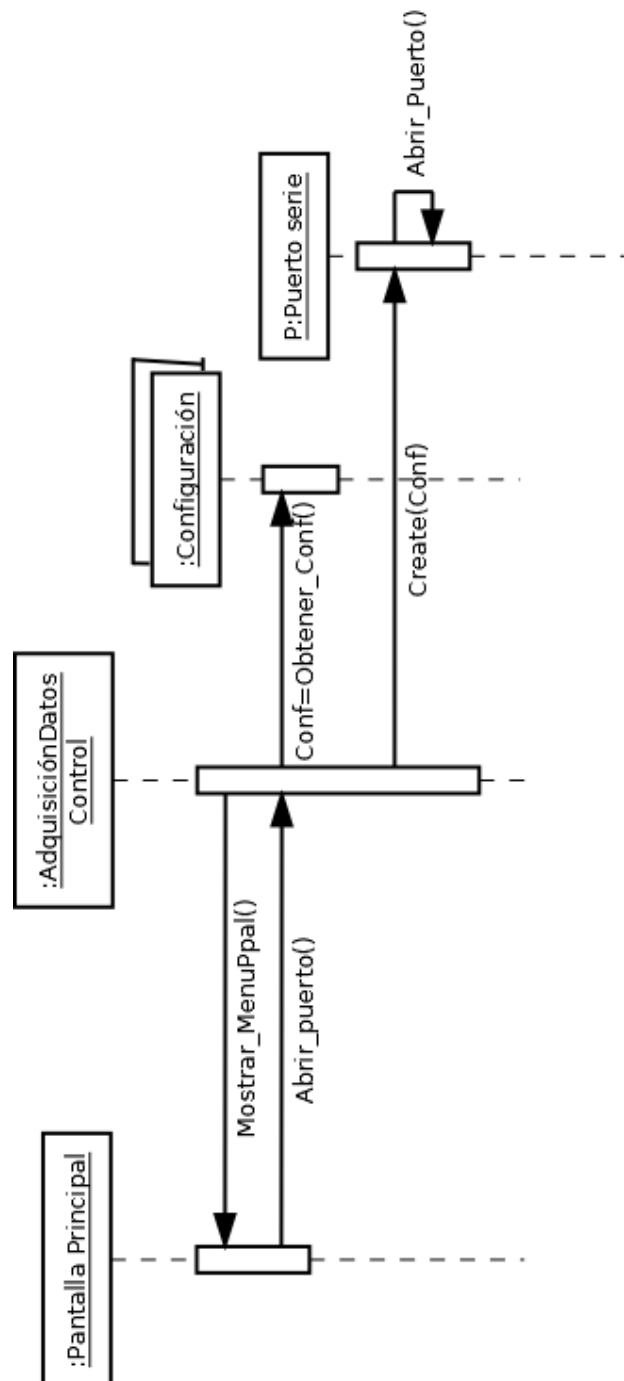 :Pantalla Principal
:AdquisiciónDatos
Control
:Configuración
P:Puerto serie
Mostrar_MenuPpal()
Abrir_puerto()
Conf=Obtener_Conf()
Create(Conf)
Abrir_Puerto()